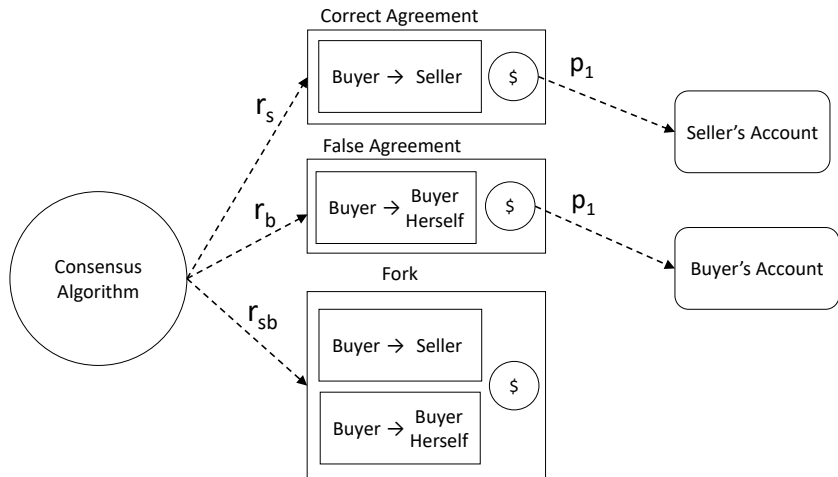 Correct Agreement
Buyer → Seller
$
p1
rs
Seller's Account
False Agreement
Buyer → Buyer
Herself
$
p1
rb
Buyer's Account
Consensus
Algorithm
Fork
rsb
Buyer → Seller
$
Buyer → Buyer
Herself